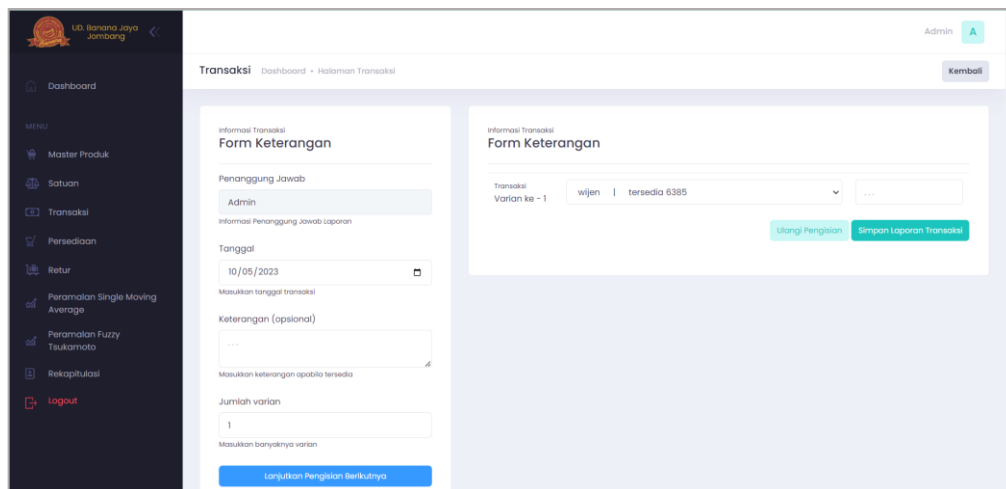 UD. Banana Jaya
Jombang
Dashboard
MENU
Master Produk
Satuan
Transaksi
Persediaan
Retur
Peramalan Single Moving
Average
Peramalan Fuzzy
Tsukamoto
Rekapitulasi
Logout
Admin A
Transaksi Dashboard • Halaman Transaksi
Kembali
Informasi Transaksi
Form Keterangan
Penanggung Jawab
Admin
Informasi Penanggung Jawab Laporan
Tanggal
10/05/2023
Masukkan tanggal transaksi
Keterangan (opsional)
...
Masukkan keterangan apabila tersedia
Jumlah varian
1
Masukkan banyaknya varian
Lanjutkan Pengisian Berikutnya
Informasi Transaksi
Form Keterangan
Transaksi
Varian ke - 1
wijen | tersedia 6385
...
Ulangi Pengisian
Simpan Laporan Transaksi